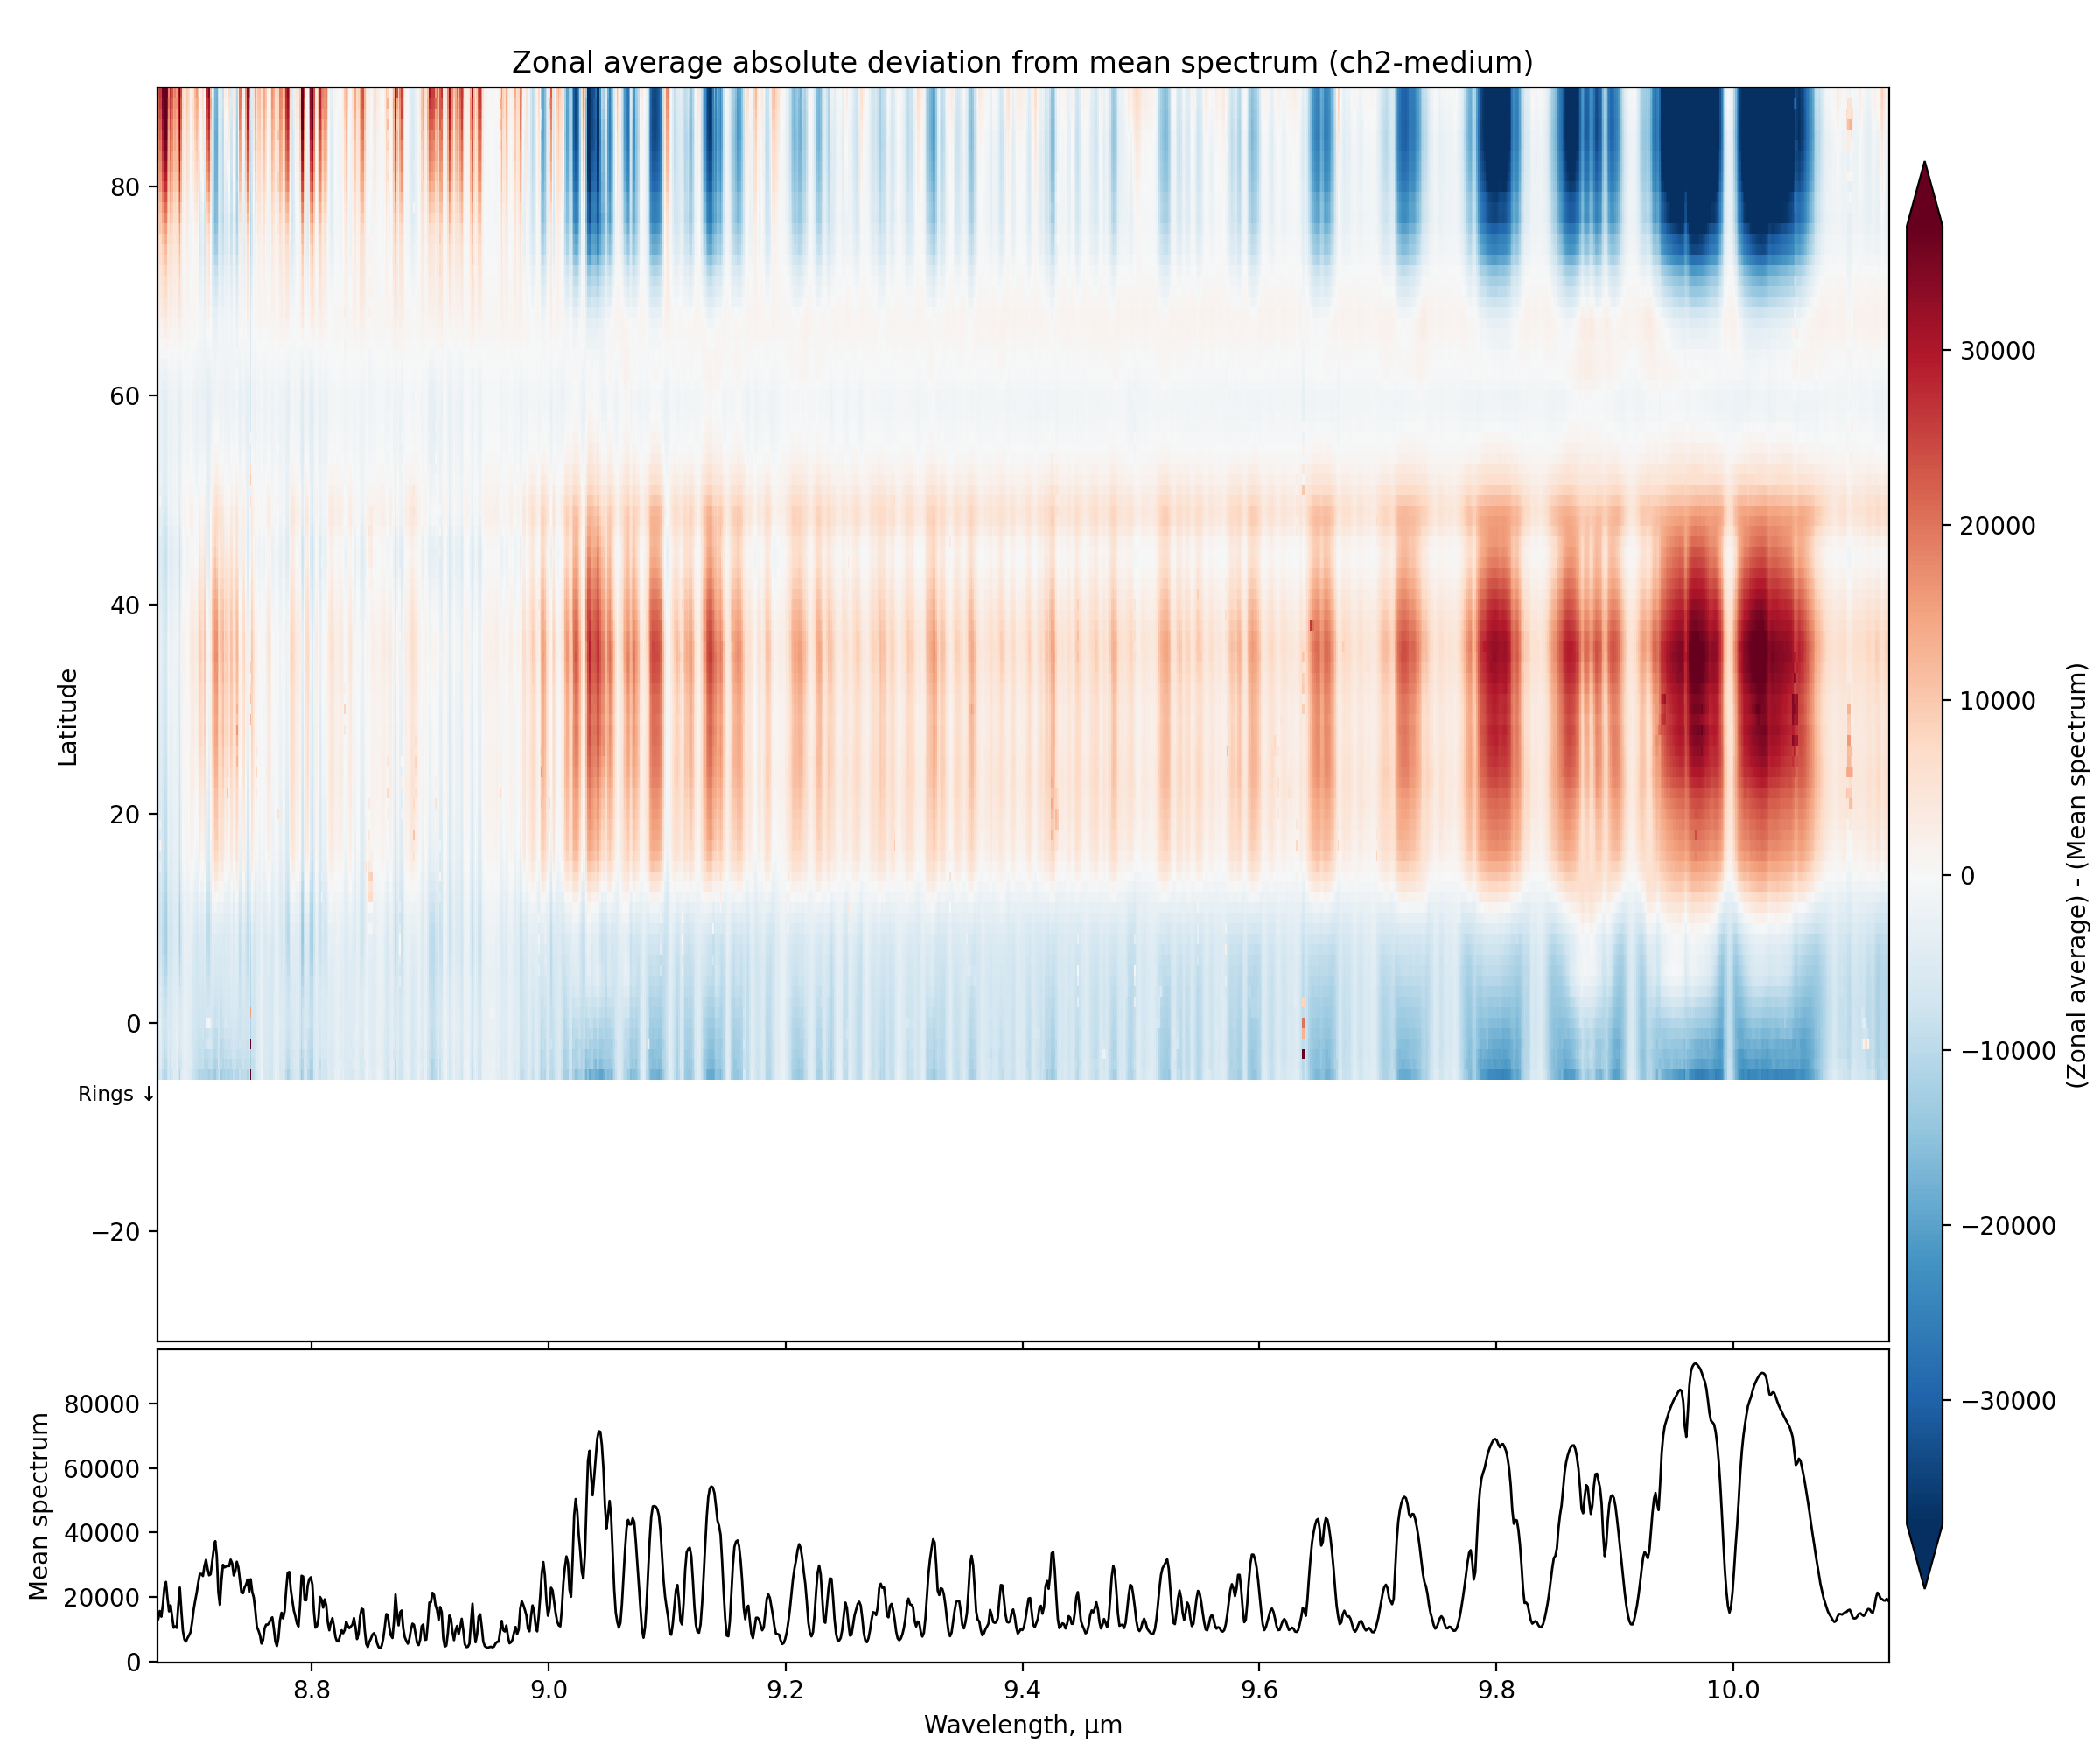 Zonal average absolute deviation from mean spectrum (ch2-medium)
80
60
40
20
0
Rings ↓
−20
Latitude
30000
20000
10000
0
−10000
−20000
−30000
(Zonal average) - (Mean spectrum)
80000
60000
40000
20000
0
Mean spectrum
8.8 9.0 9.2 9.4 9.6 9.8 10.0
Wavelength, µm